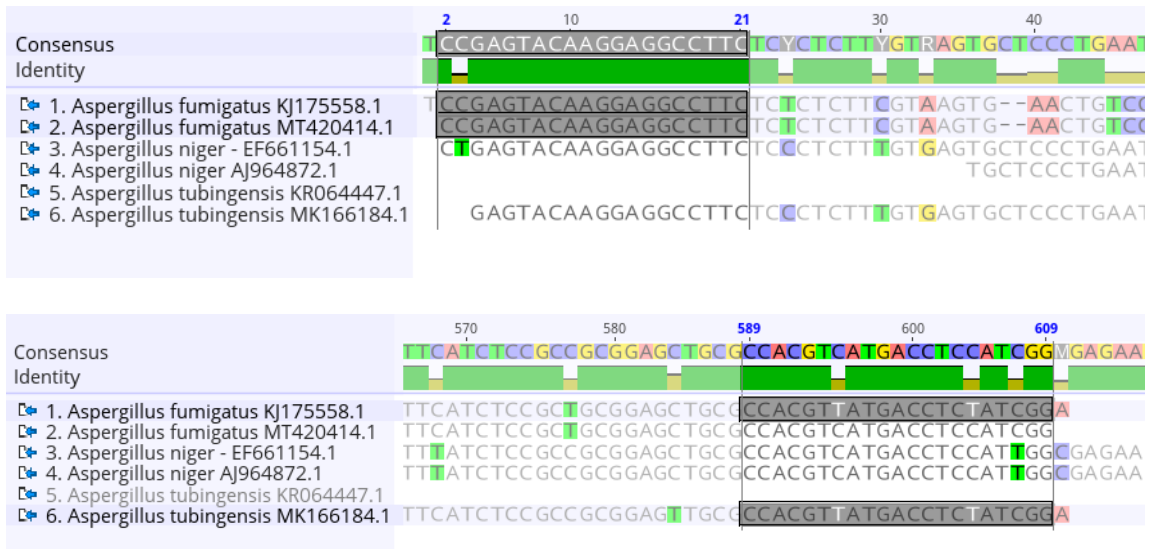 2 10 21 30 40
Consensus TCCGAGTACAAGGAGGCCTTCTCYCTCTTYGTRAGTGCTCCCTGAAT
Identity
1. Aspergillus fumigatus KJ175558.1 TCCGAGTACAAGGAGGCCTTCTCTCTCTTCGTAAGTG--AACTGTCC
2. Aspergillus fumigatus MT420414.1 CCGAGTACAAGGAGGCCTTCTCTCTCTTCGTAAGTG--AACTGTCC
3. Aspergillus niger - EF661154.1 CTGAGTACAAGGAGGCCTTCTCCCTCTTTGTGAGTGCTCCCTGAAT
4. Aspergillus niger AJ964872.1 TGCTCCCTGAAT
5. Aspergillus tubingensis KR064447.1
6. Aspergillus tubingensis MK166184.1 GAGTACAAGGAGGCCTTCTCCCTCTTTGTGAGTGCTCCCTGAAT
570 580 589 600 609
Consensus TTCATCTCCGCCGCGGAGCTGCGCCACGTCATGACCTCCATCGGMGAGAA
Identity
1. Aspergillus fumigatus KJ175558.1 TTCATCTCCGCTGCGGAGCTGCGCCACGTTATGACCTCTATCGGA
2. Aspergillus fumigatus MT420414.1 TTCATCTCCGCTGCGGAGCTGCGCCACGTCATGACCTCCATCGG
3. Aspergillus niger - EF661154.1 TTTATCTCCGCCGCGGAGCTGCGCCACGTCATGACCTCCATTGGCGAGAA
4. Aspergillus niger AJ964872.1 TTTATCTCCGCCGCGGAGCTGCGCCACGTCATGACCTCCATTGGCGAGAA
5. Aspergillus tubingensis KR064447.1
6. Aspergillus tubingensis MK166184.1 TTCATCTCCGCCGCGGAGTTGCGCCACGTTATGACCTCTATCGGA